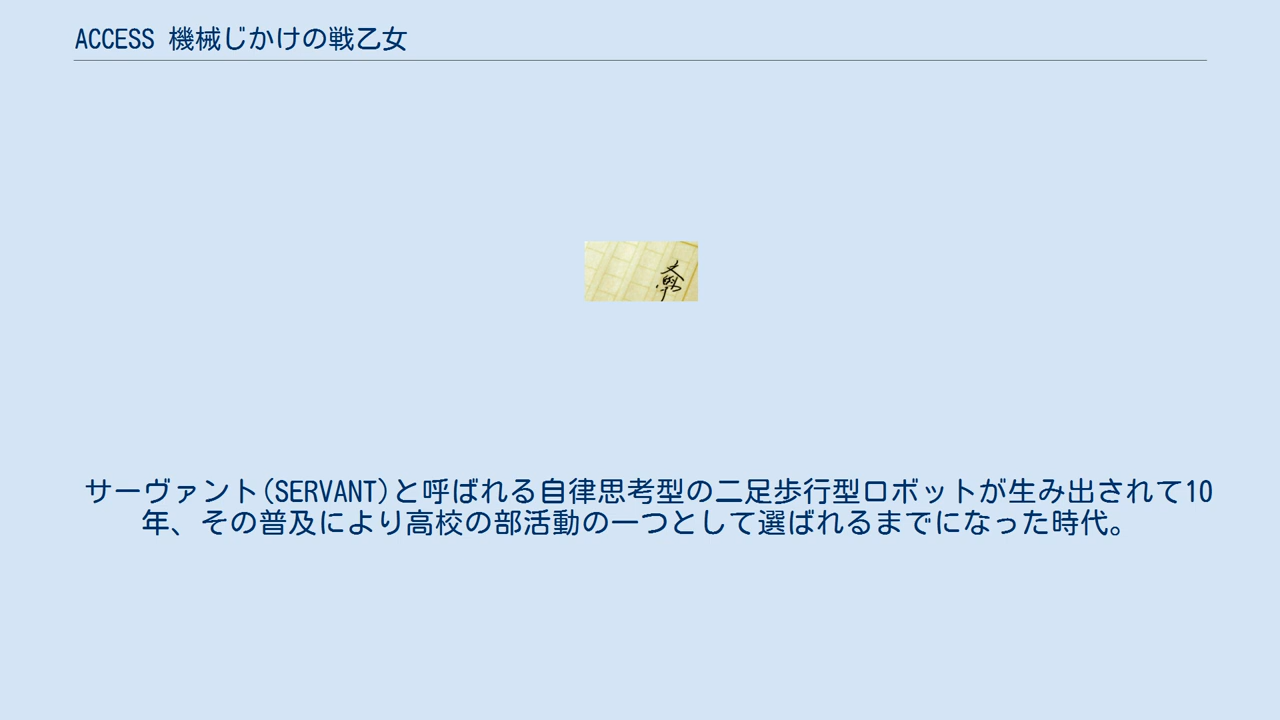 ACCESS 機械じかけの戦乙女
サーヴァント(SERVANT)と呼ばれる自律思考型の二足歩行型ロボットが生み出されて10
年、その普及により高校の部活動の一つとして選ばれるまでになった時代。